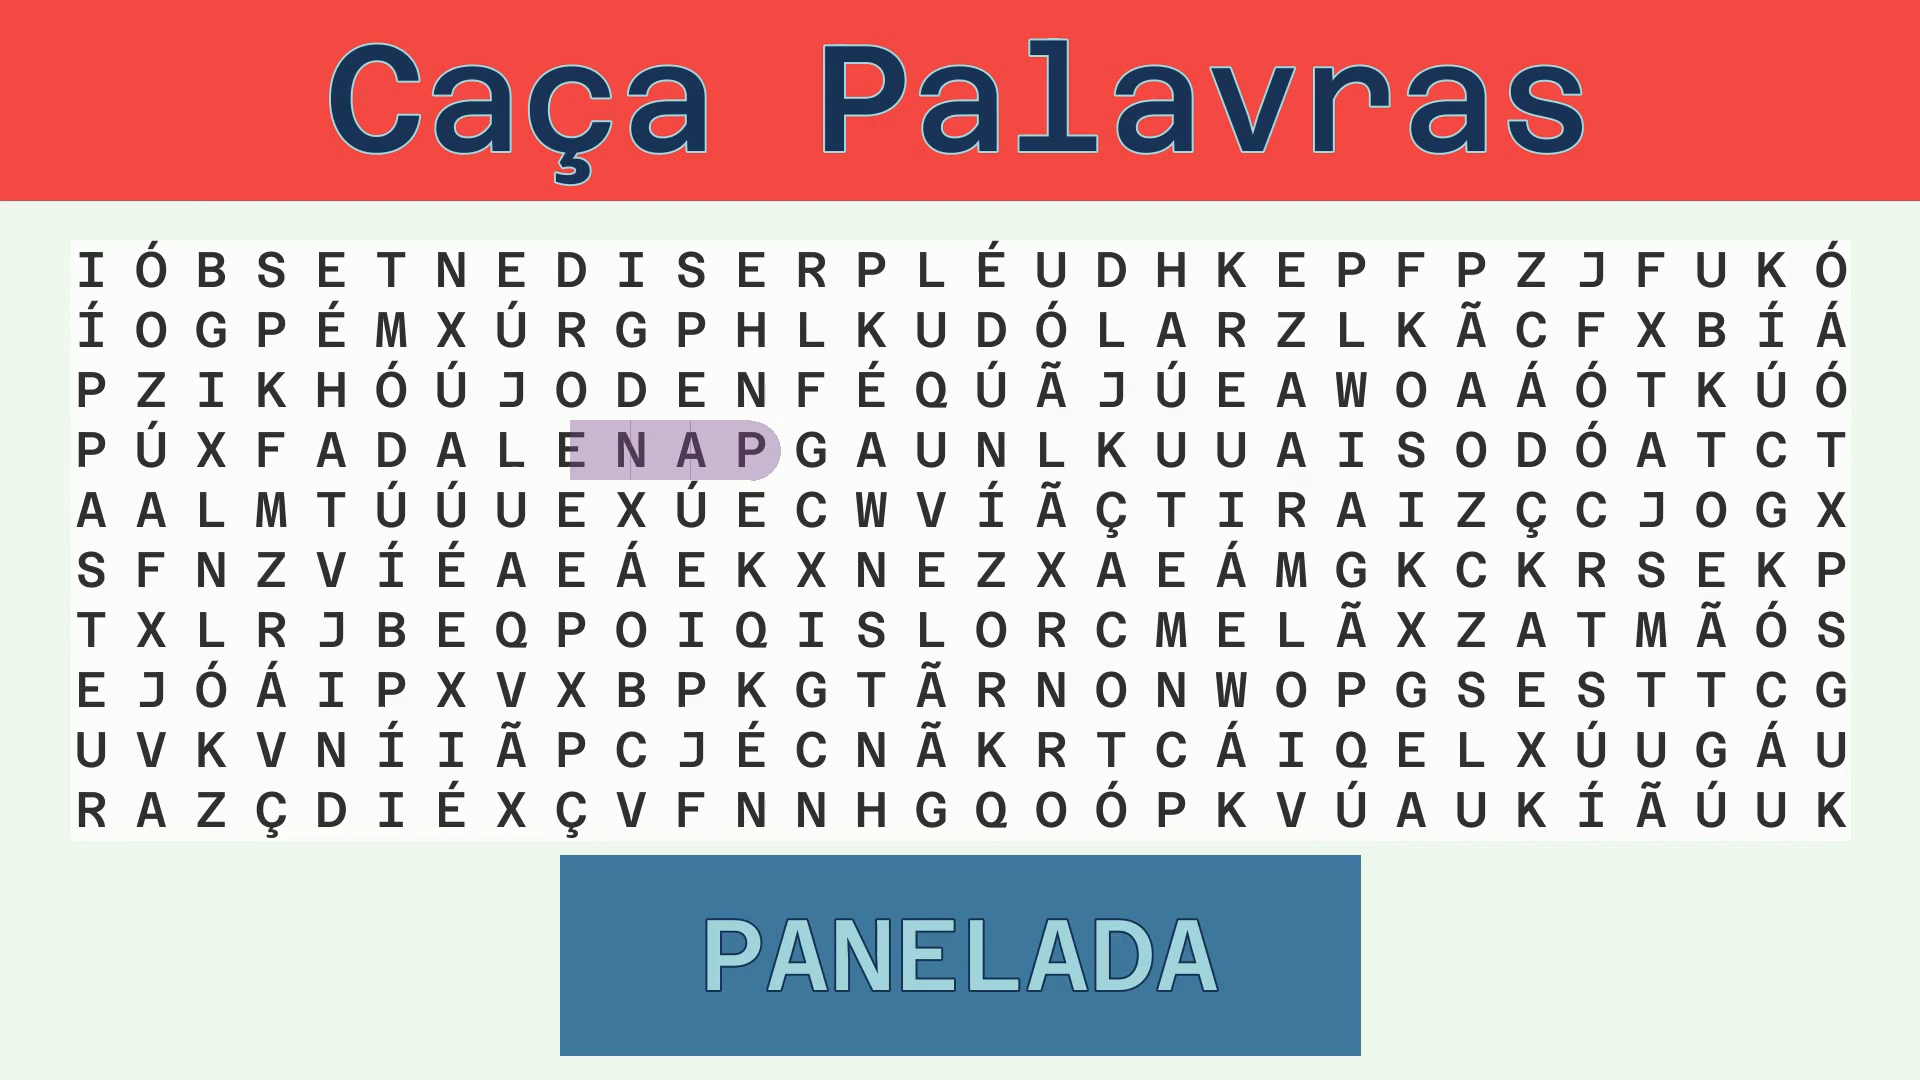 Caça Palavras
I Ó B S E T N E D I S E R P L É U D H K E P F P Z J F U K Ó
Í O G P É M X Ú R G P H L K U D Ó L A R Z L K Ã C F X B Í Á
P Z I K H Ó Ú J O D E N F É Q Ú Ã J Ú E A W O A Á Ó T K Ú Ó
P Ú X F A D A L E N A P G A U N L K U U A I S O D Ó A T C T
A A L M T Ú Ú U E X Ú E C W V Í Ã Ç T I R A I Z Ç C J O G X
S F N Z V Í É A E Á E K X N E Z X A E Á M G K C K R S E K P
T X L R J B E Q P O I Q I S L O R C M E L Ã X Z A T M Ã Ó S
E J Ó Á I P X V X B P K G T Ã R N O N W O P G S E S T T C G
U V K V N Í I Ã P C J É C N Ã K R T C Á I Q E L X Ú U G Á U
R A Z Ç D I É X Ç V F N N H G Q O Ó P K V Ú A U K Í Ã Ú U K
PANELADA